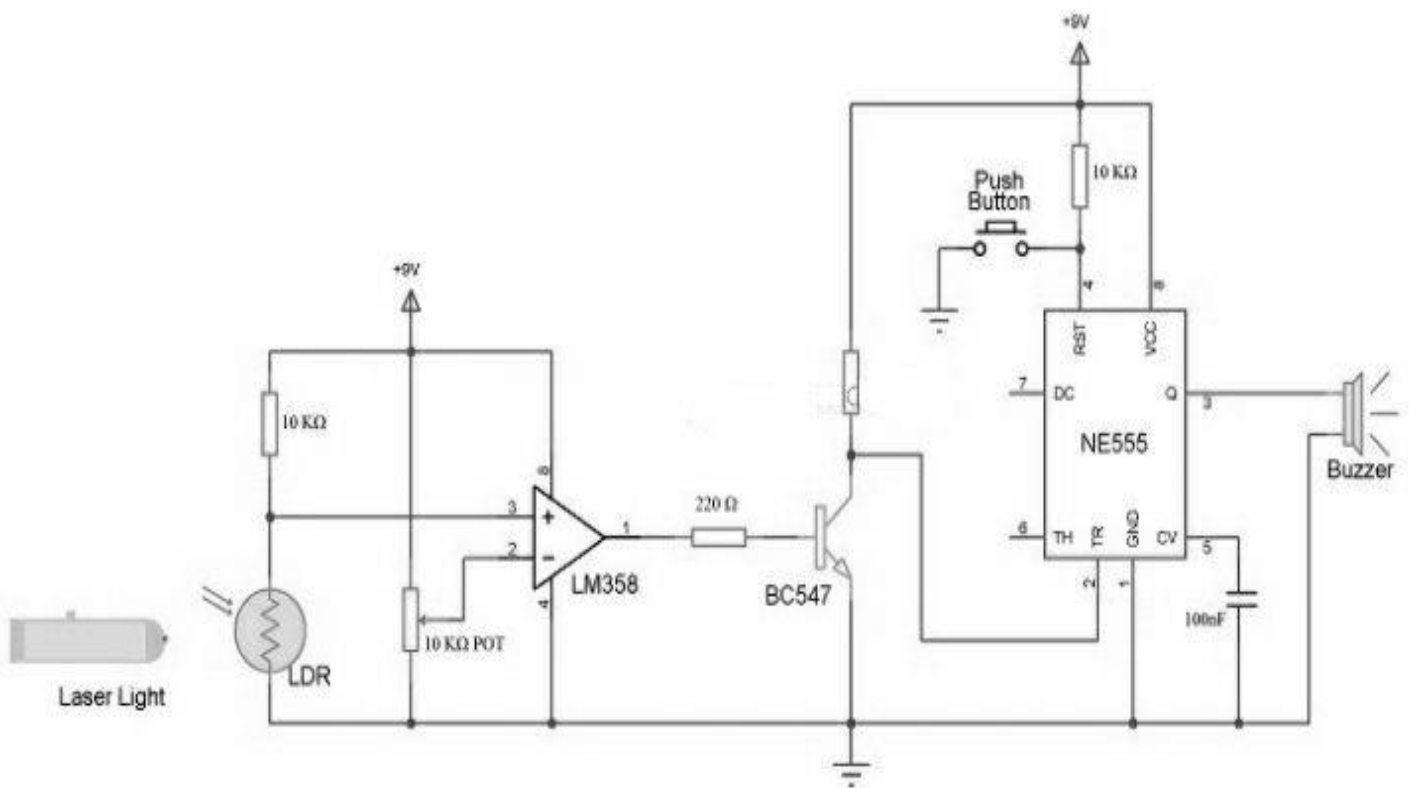 +9V
10 KΩ
Push
Button
4
8
RST
VCC
+9V
7
DC
Q
3
10 KΩ
NE555
Buzzer
8
3
+
220 Ω
1
2
-
LM358
BC547
6
TH
TR
GND
CV
5
4
2
1
100nF
10 KΩ POT
LDR
Laser Light